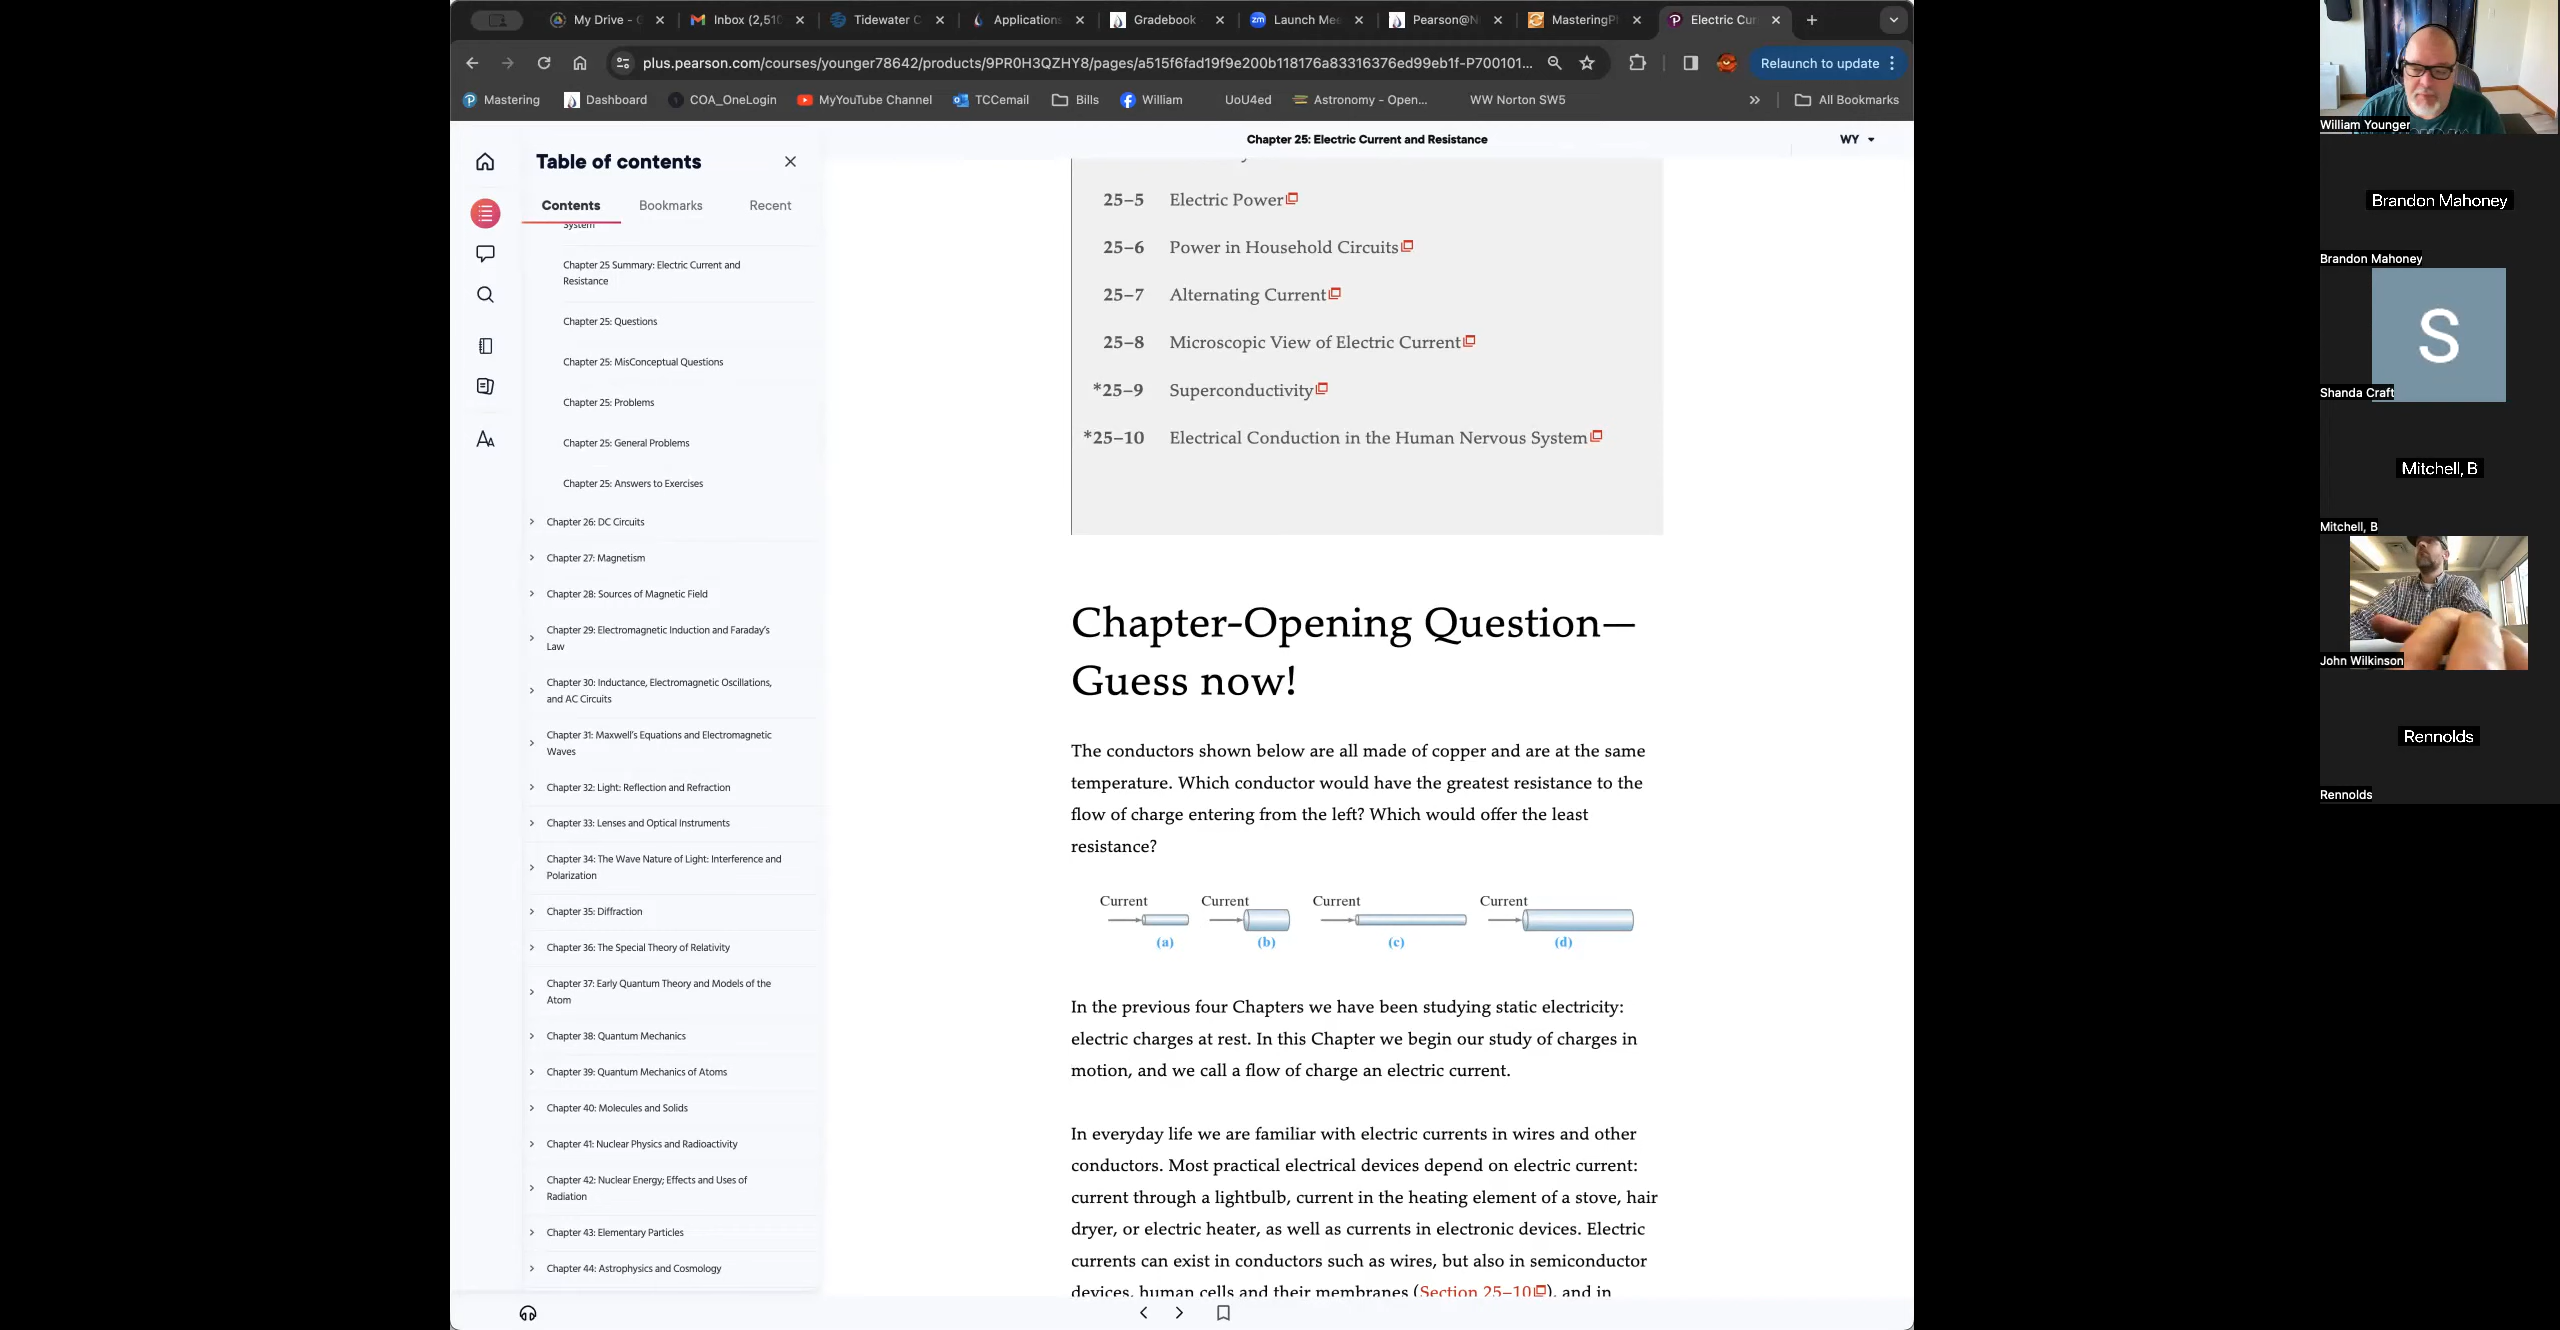 My Drive - G
Inbox (2,510
Tidewater C
Applications
Gradebook
Launch Mee
Pearson@N
MasteringP
Electric Cur
plus.pearson.com/courses/younger78642/products/9PR0H3QZHY8/pages/a515f6fad19f9e200b118176a83316376ed99eb1f-P700101...
Relaunch to update
Mastering
Dashboard
COA_OneLogin
MyYouTube Channel
TCCemail
Bills
William
UoU4ed
Astronomy - Open...
WW Norton SW5
All Bookmarks
Chapter 25: Electric Current and Resistance
WY
Table of contents
Contents
Bookmarks
Recent
System
Chapter 25 Summary: Electric Current and
Resistance
Chapter 25: Questions
Chapter 25: MisConceptual Questions
Chapter 25: Problems
Chapter 25: General Problems
Chapter 25: Answers to Exercises
Chapter 26: DC Circuits
Chapter 27: Magnetism
Chapter 28: Sources of Magnetic Field
Chapter 29: Electromagnetic Induction and Faraday's
Law
Chapter 30: Inductance, Electromagnetic Oscillations,
and AC Circuits
Chapter 31: Maxwell's Equations and Electromagnetic
Waves
Chapter 32: Light: Reflection and Refraction
Chapter 33: Lenses and Optical Instruments
Chapter 34: The Wave Nature of Light: Interference and
Polarization
Chapter 35: Diffraction
Chapter 36: The Special Theory of Relativity
Chapter 37: Early Quantum Theory and Models of the
Atom
Chapter 38: Quantum Mechanics
Chapter 39: Quantum Mechanics of Atoms
Chapter 40: Molecules and Solids
Chapter 41: Nuclear Physics and Radioactivity
Chapter 42: Nuclear Energy; Effects and Uses of
Radiation
Chapter 43: Elementary Particles
Chapter 44: Astrophysics and Cosmology
25–5 Electric Power
25–6 Power in Household Circuits
25–7 Alternating Current
25–8 Microscopic View of Electric Current
*25–9 Superconductivity
*25–10 Electrical Conduction in the Human Nervous System
Chapter-Opening Question—
Guess now!
The conductors shown below are all made of copper and are at the same
temperature. Which conductor would have the greatest resistance to the
flow of charge entering from the left? Which would offer the least
resistance?
Current Current Current Current
(a) (b) (c) (d)
In the previous four Chapters we have been studying static electricity:
electric charges at rest. In this Chapter we begin our study of charges in
motion, and we call a flow of charge an electric current.
In everyday life we are familiar with electric currents in wires and other
conductors. Most practical electrical devices depend on electric current:
current through a lightbulb, current in the heating element of a stove, hair
dryer, or electric heater, as well as currents in electronic devices. Electric
currents can exist in conductors such as wires, but also in semiconductor
devices, human cells and their membranes (Section 25–10), and in
William Younger
Brandon Mahoney
Brandon Mahoney
S
Shanda Craft
Mitchell, B
Mitchell, B
John Wilkinson
Rennolds
Rennolds